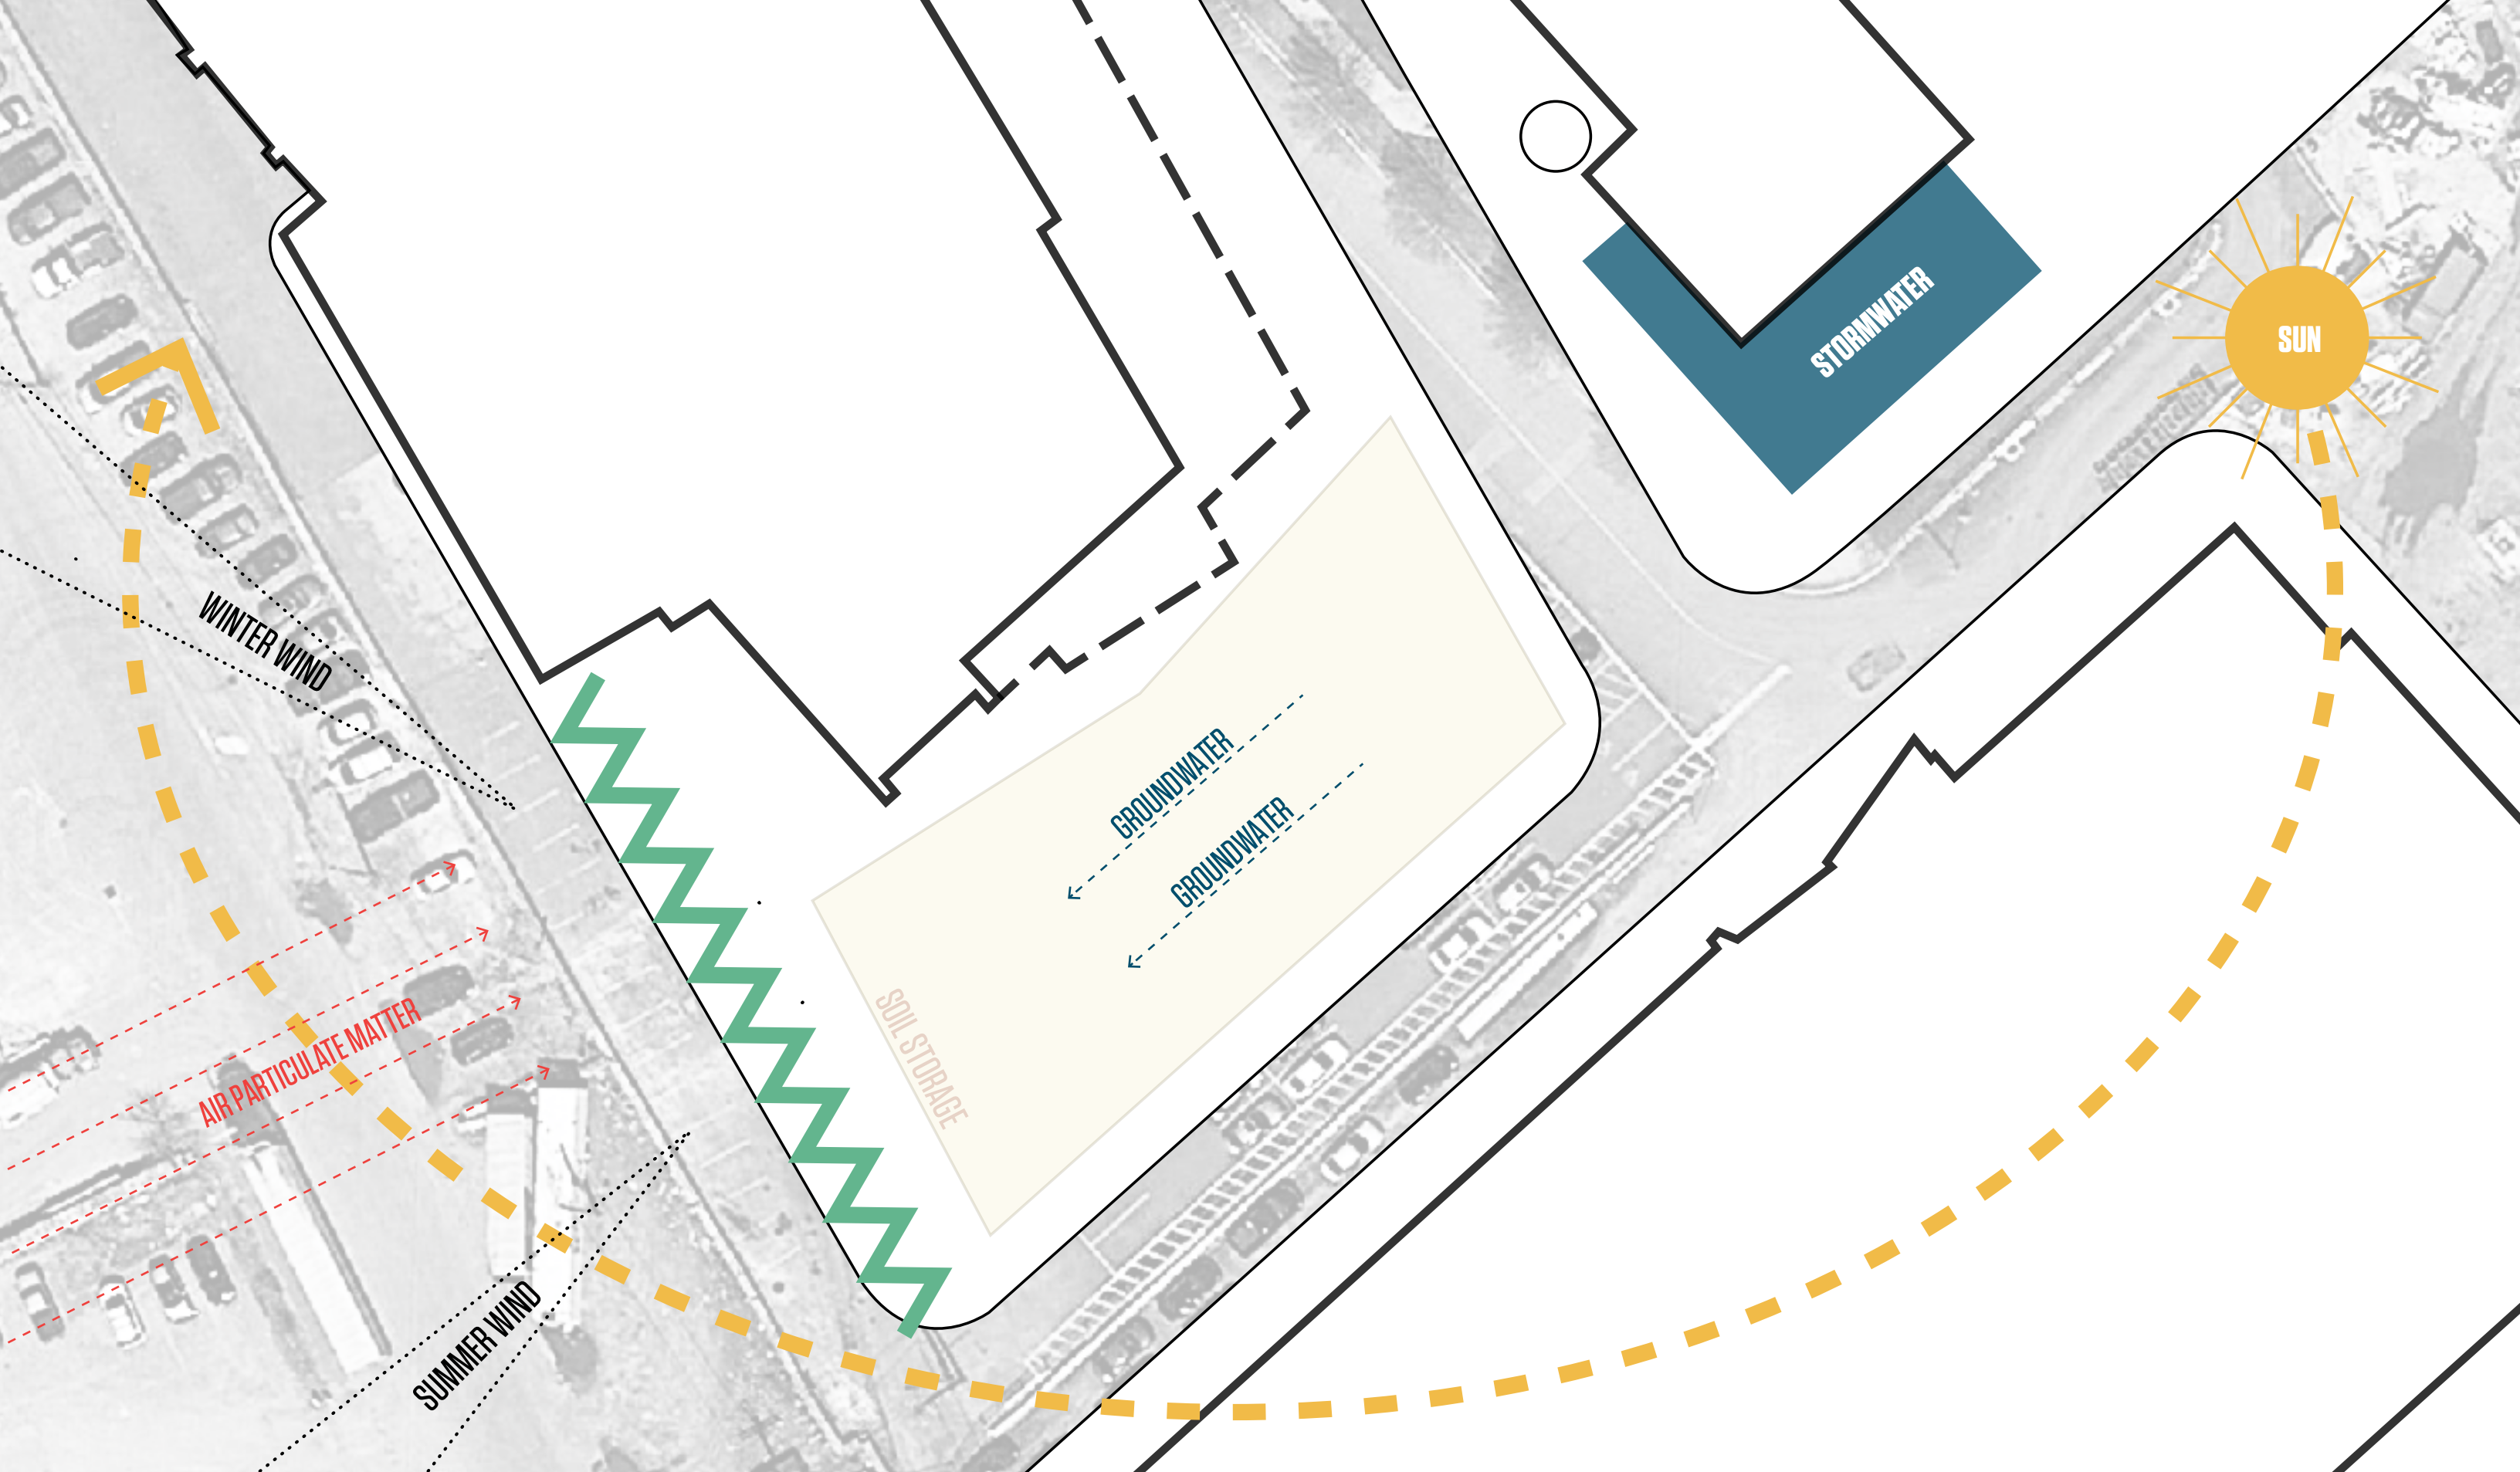 STORMWATER
SUN
WINTER WIND
GROUNDWATER
GROUNDWATER
SOIL STORAGE
AIR PARTICULATE MATTER
SUMMER WIND